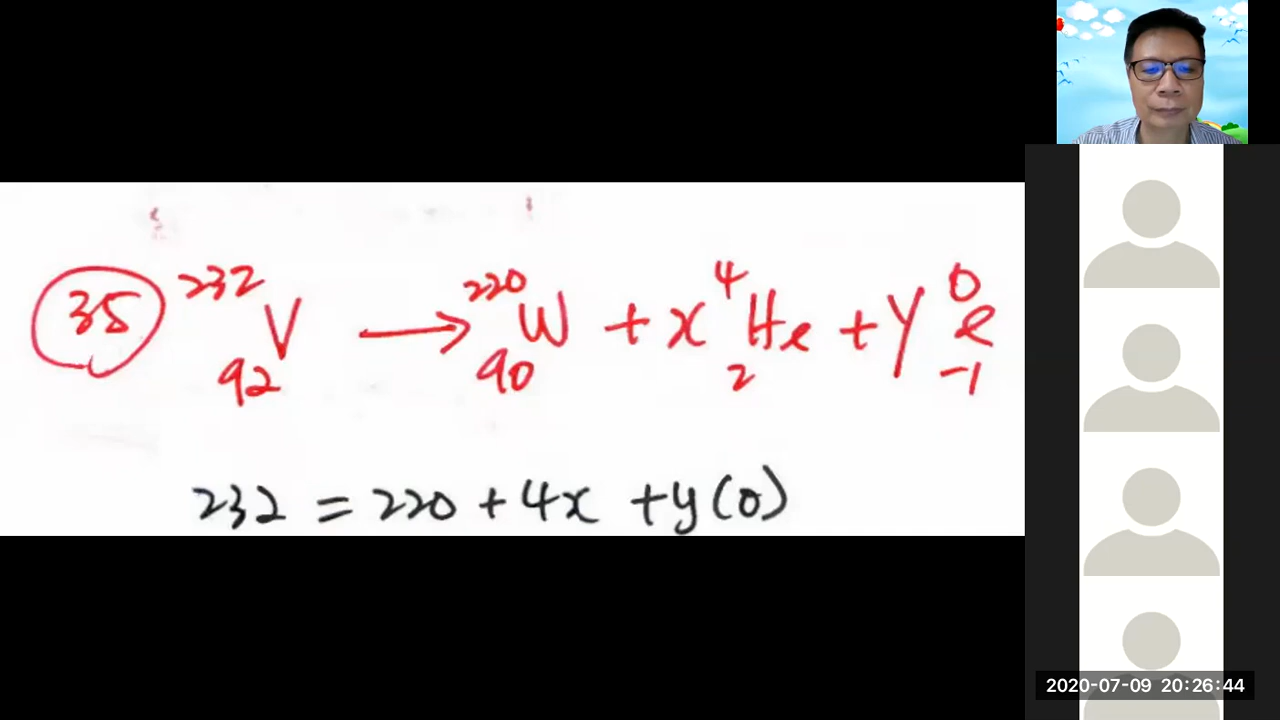 35 ²³²₉₂V → ²²⁰₉₀W + x ⁴₂He + y ⁰₋₁e
232 = 220 + 4x + y(0)
2020-07-09 20:26:44